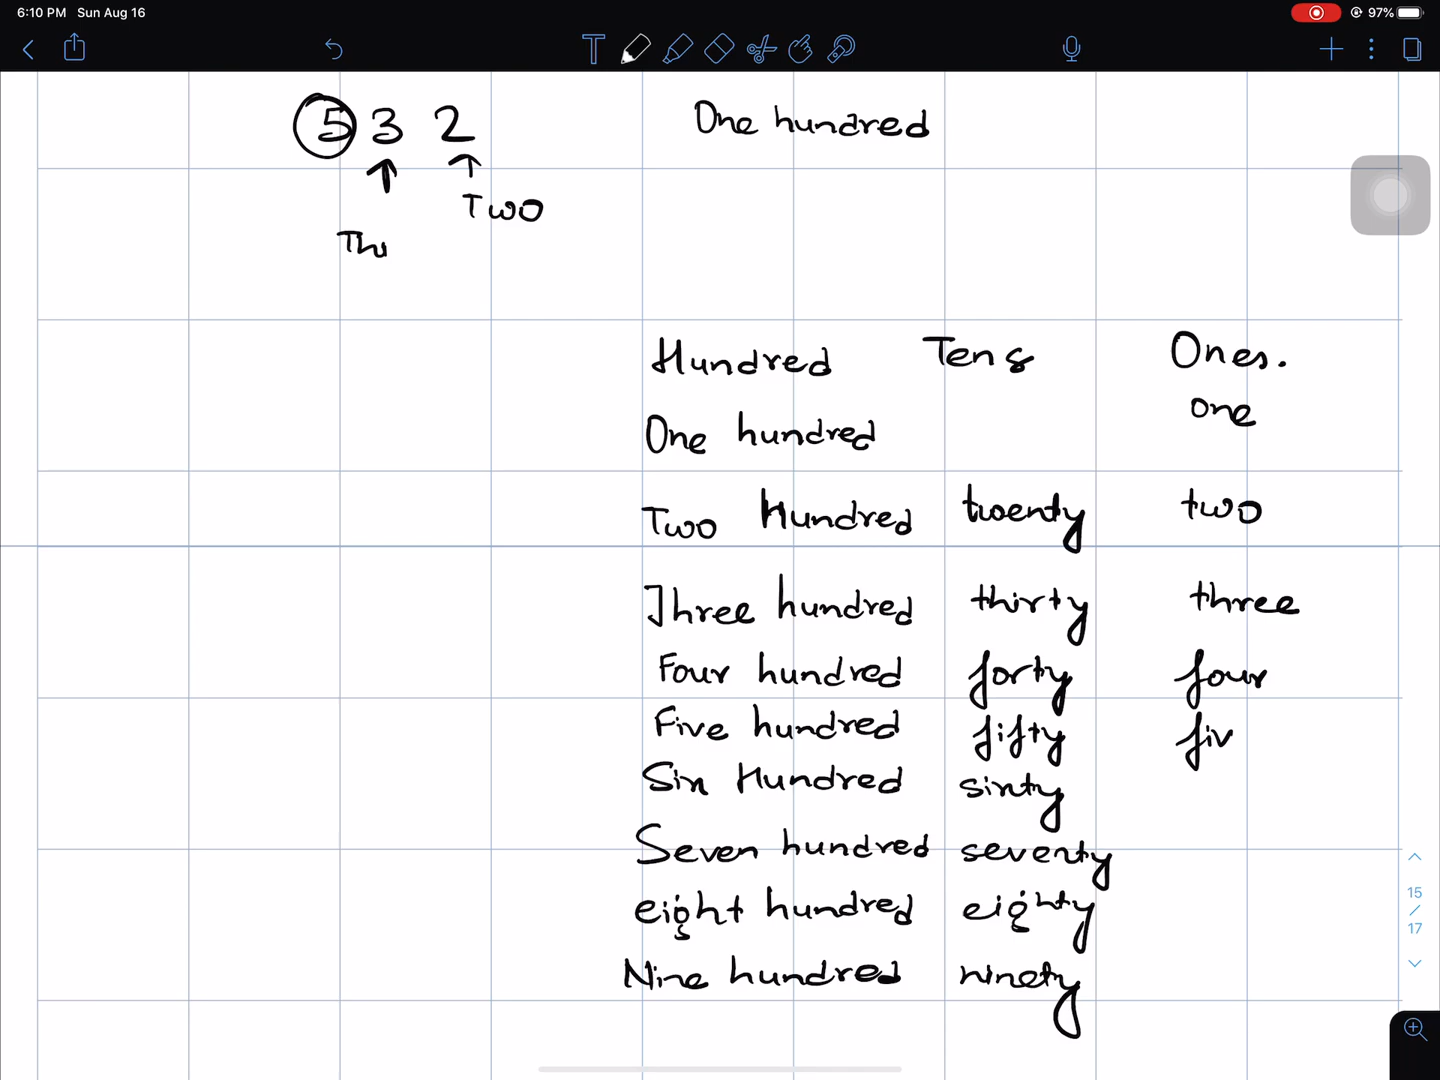 6:10 PM Sun Aug 16 97%
5 3 2 One hundred
Two
Thi
Hundred Tens Ones.
One hundred one
Two Hundred twenty two
Three hundred thirty three
Four hundred forty four
Five hundred fifty fiv
Six Hundred sixty
Seven hundred seventy
eight hundred eighty
Nine hundred ninety
15
/
17